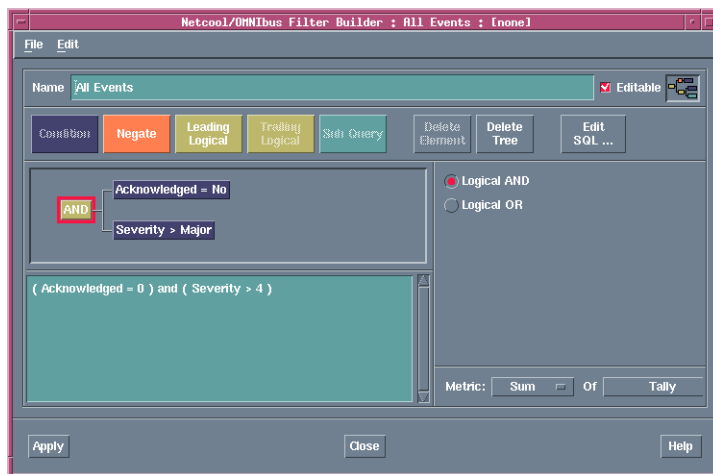 Netcool/OMNIbus Filter Builder : All Events : [none]
File Edit
Name All Events Editable
Condition Negate Leading Logical Trailing Logical Sub Query Delete Element Delete Tree Edit SQL ...
Acknowledged = No
AND
Severity > Major
Logical AND
Logical OR
( Acknowledged = 0 ) and ( Severity > 4 )
Metric: Sum Of Tally
Apply Close Help